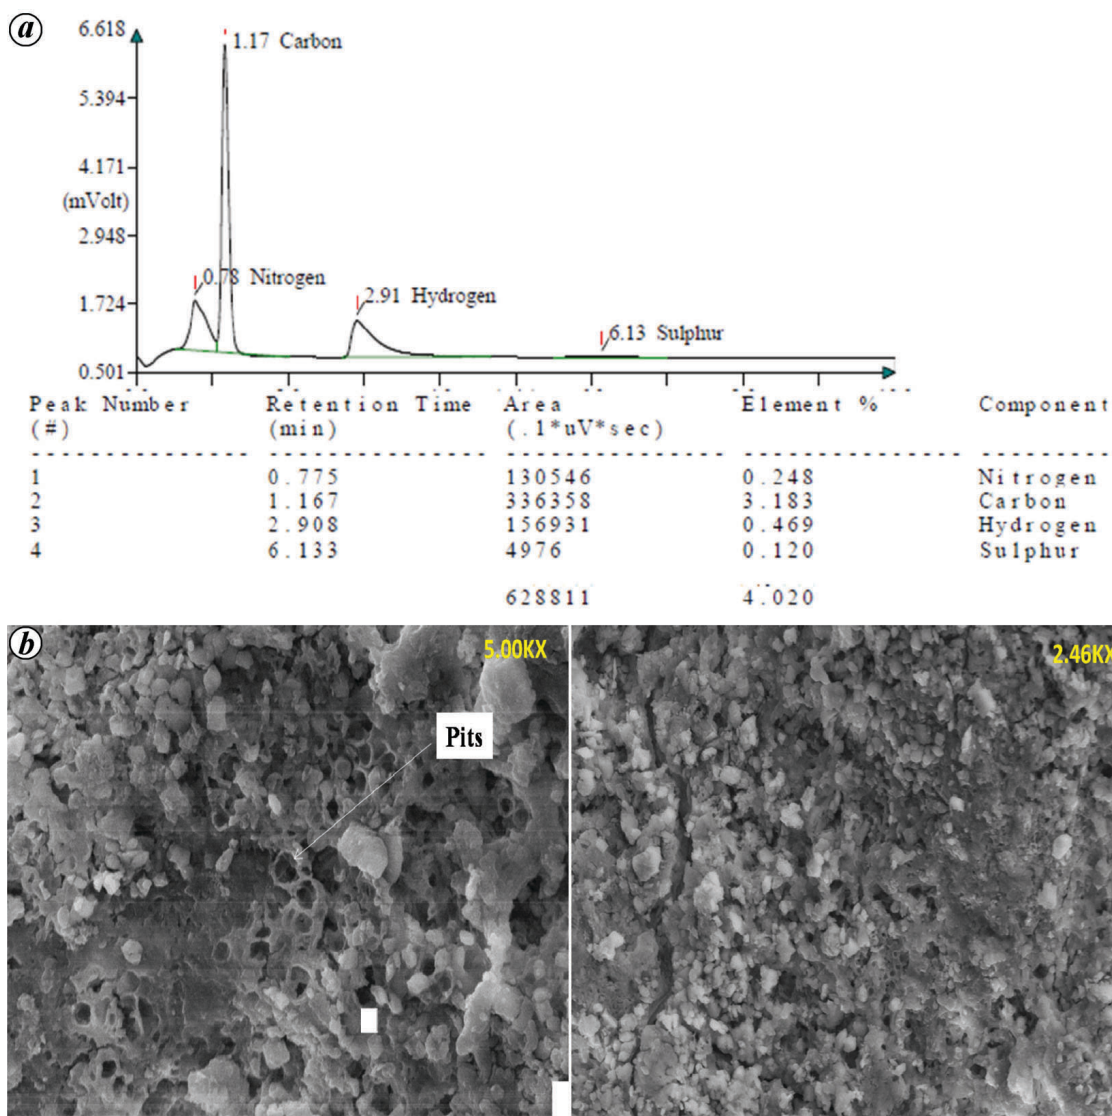 a
6.618
1.17 Carbon
5.394
4.171
(mVolt)
2.948
0.78 Nitrogen
1.724
2.91 Hydrogen
6.13 Sulphur
0.501
Peak Number Retention Time Area Element % Component
(#) (min) (.1*uV*sec)
1 0.775 130546 0.248 Nitrogen
2 1.167 336358 3.183 Carbon
3 2.908 156931 0.469 Hydrogen
4 6.133 4976 0.120 Sulphur
628811 4.020
b
5.00KX
2.46KX
Pits